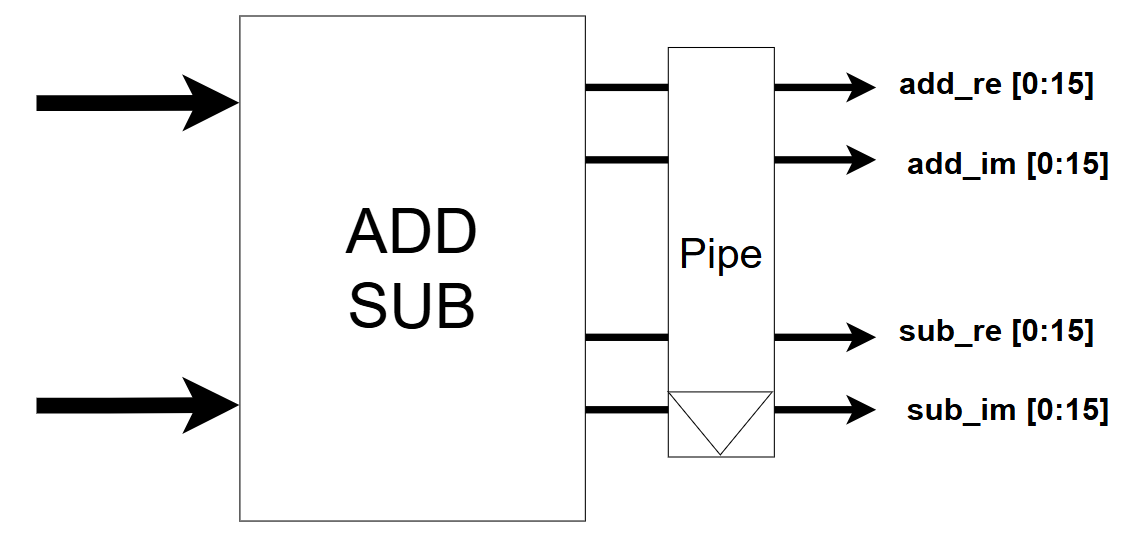 ADD
SUB
Pipe
add_re [0:15]
add_im [0:15]
sub_re [0:15]
sub_im [0:15]